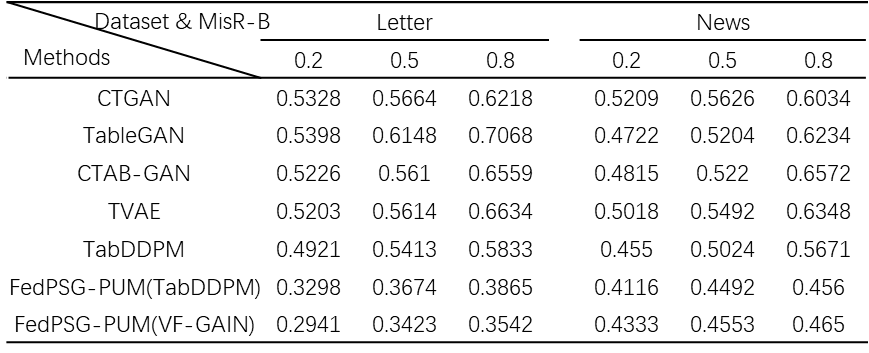 Dataset & MisR-B Letter News
Methods 0.2 0.5 0.8 0.2 0.5 0.8
CTGAN 0.5328 0.5664 0.6218 0.5209 0.5626 0.6034
TableGAN 0.5398 0.6148 0.7068 0.4722 0.5204 0.6234
CTAB-GAN 0.5226 0.561 0.6559 0.4815 0.522 0.6572
TVAE 0.5203 0.5614 0.6634 0.5018 0.5492 0.6348
TabDDPM 0.4921 0.5413 0.5833 0.455 0.5024 0.5671
FedPSG-PUM(TabDDPM) 0.3298 0.3674 0.3865 0.4116 0.4492 0.456
FedPSG-PUM(VF-GAIN) 0.2941 0.3423 0.3542 0.4333 0.4553 0.465